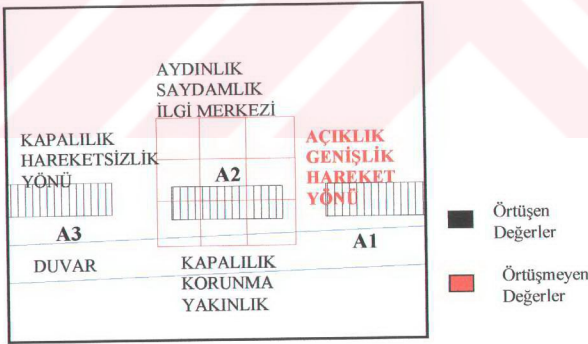 AYDINLIK
SAYDAMLIK
İLGİ MERKEZİ
KAPALILIK
HAREKETSİZLİK
YÖNÜ
AÇIKLIK
GENİŞLİK
HAREKET
YÖNÜ
A2
A3
A1
DUVAR
KAPALILIK
KORUNMA
YAKINLIK
Örtüşen
Değerler
Örtüşmeyen
Değerler